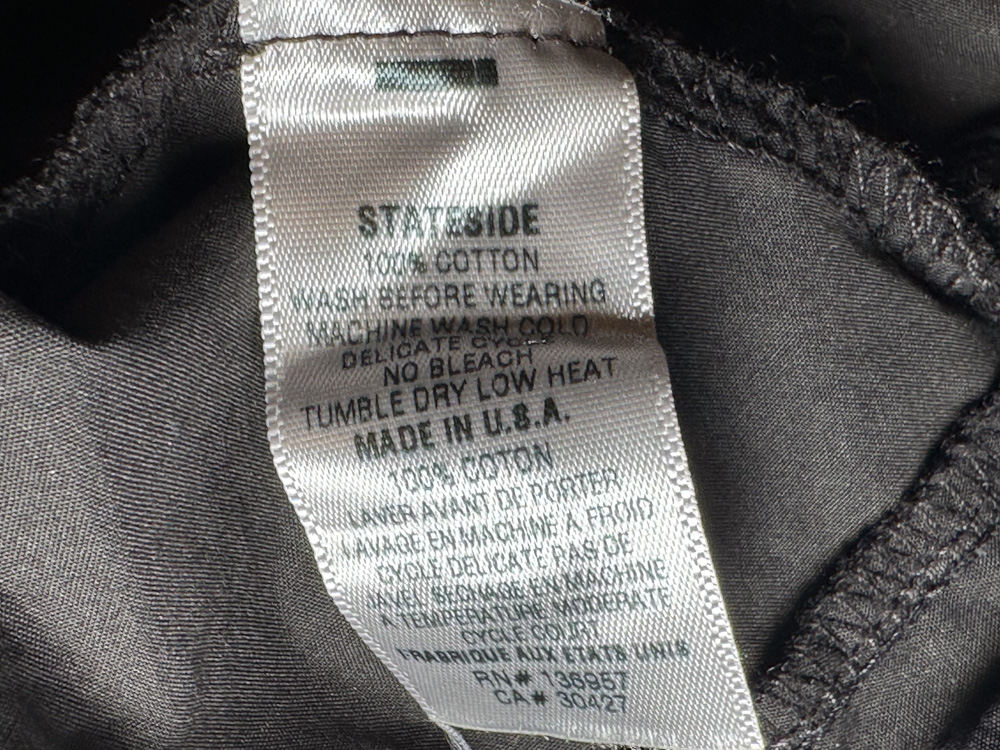 STATESIDE
100% COTTON
WASH BEFORE WEARING
MACHINE WASH COLD
DELICATE CYCLE
NO BLEACH
TUMBLE DRY LOW HEAT
MADE IN U.S.A.
100% COTON
LAVER AVANT DE PORTER
LAVAGE EN MACHINE A FROID
CYCLE DELICATE PAS DE
JAVEL SECHAGE EN MACHINE
A TEMPERATURE MODERATE
CYCLE COURT
FABRIQUE AUX ETATS UNIS
RN# 136957
CA# 30427